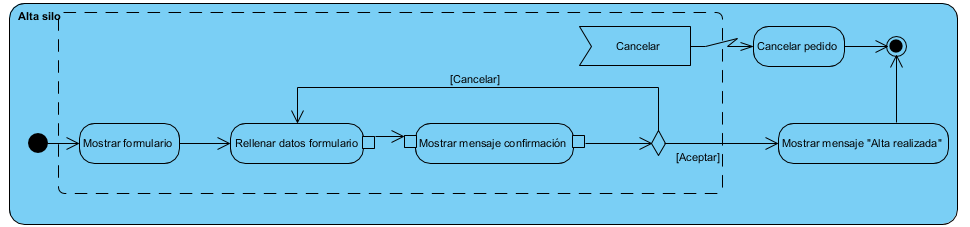 Alta silo
Cancelar
Cancelar pedido
[Cancelar]
Mostrar formulario
Rellenar datos formulario
Mostrar mensaje confirmación
[Aceptar]
Mostrar mensaje "Alta realizada"